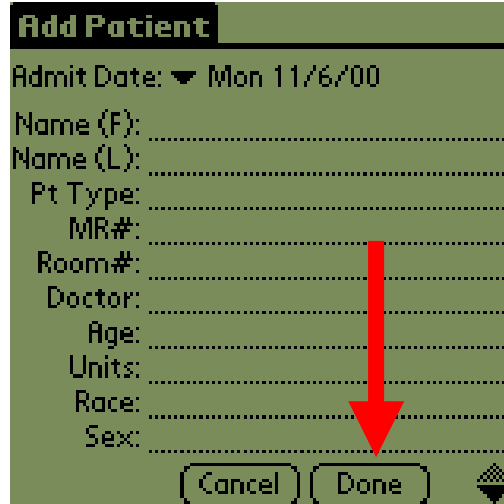 Add Patient
Admit Date: Mon 11/6/00
Name (F):
Name (L):
Pt Type:
MR#:
Room#:
Doctor:
Age:
Units:
Race:
Sex:
Cancel Done